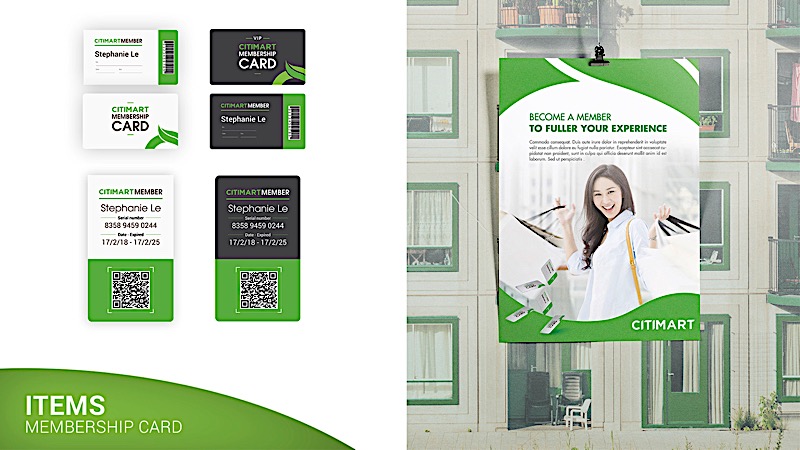 CITIMARTMEMBER
Stephanie Le
VIP
CITIMART
MEMBERSHIP
CARD
CITIMART
MEMBERSHIP
CARD
CITIMARTMEMBER
Stephanie Le
CITIMARTMEMBER
Stephanie Le
Serial number
8358 9459 0244
Date - Expired
17/2/18 - 17/2/25
CITIMARTMEMBER
Stephanie Le
Serial number
8358 9459 0244
Date - Expired
17/2/18 - 17/2/25
ITEMS
MEMBERSHIP CARD
BECOME A MEMBER
TO FULLER YOUR EXPERIENCE
Commodo consequat. Duis aute irure dolor in reprehenderit in voluptate
velit esse cillum dolore eu fugiat nulla pariatur. Excepteur sint occaecat cu-
pidatat non proident, sunt in culpa qui officia deserunt mollit anim id est
laborum. Sed ut perspiciatis
CITIMART